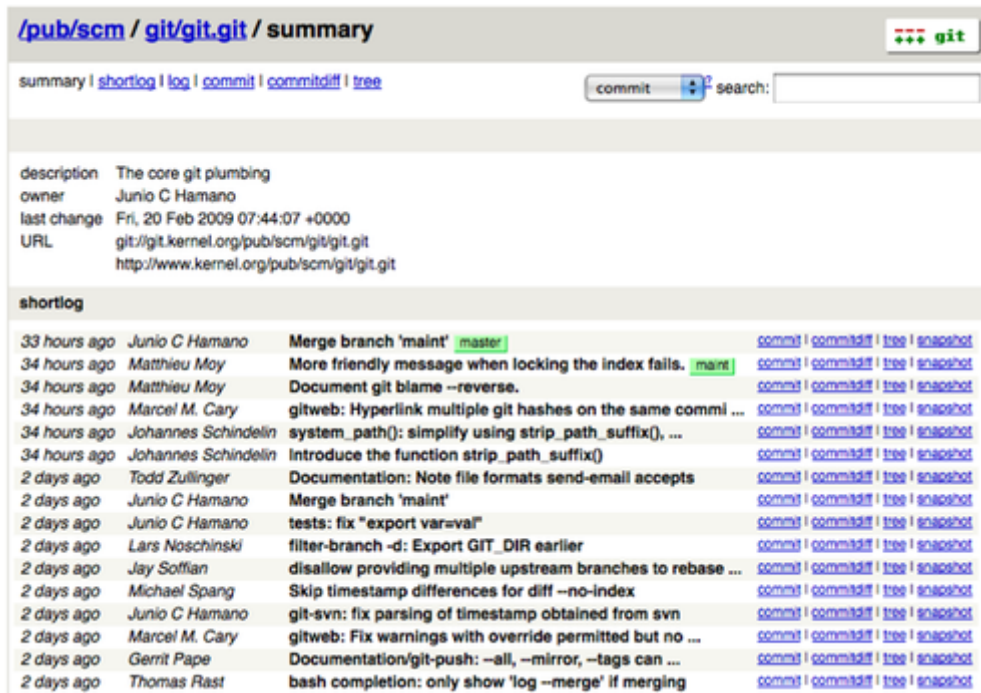 /pub/scm / git/git.git / summary
git
summary | shortlog | log | commit | commitdiff | tree
commit ? search:
description The core git plumbing
owner Junio C Hamano
last change Fri, 20 Feb 2009 07:44:07 +0000
URL git://git.kernel.org/pub/scm/git/git.git
http://www.kernel.org/pub/scm/git/git.git
shortlog
33 hours ago Junio C Hamano Merge branch 'maint' master commit | commitdiff | tree | snapshot
34 hours ago Matthieu Moy More friendly message when locking the index fails. maint commit | commitdiff | tree | snapshot
34 hours ago Matthieu Moy Document git blame --reverse. commit | commitdiff | tree | snapshot
34 hours ago Marcel M. Cary gitweb: Hyperlink multiple git hashes on the same commi ... commit | commitdiff | tree | snapshot
34 hours ago Johannes Schindelin system_path(): simplify using strip_path_suffix(), ... commit | commitdiff | tree | snapshot
34 hours ago Johannes Schindelin Introduce the function strip_path_suffix() commit | commitdiff | tree | snapshot
2 days ago Todd Zullinger Documentation: Note file formats send-email accepts commit | commitdiff | tree | snapshot
2 days ago Junio C Hamano Merge branch 'maint' commit | commitdiff | tree | snapshot
2 days ago Junio C Hamano tests: fix "export var=val" commit | commitdiff | tree | snapshot
2 days ago Lars Noschinski filter-branch -d: Export GIT_DIR earlier commit | commitdiff | tree | snapshot
2 days ago Jay Soffian disallow providing multiple upstream branches to rebase ... commit | commitdiff | tree | snapshot
2 days ago Michael Spang Skip timestamp differences for diff --no-index commit | commitdiff | tree | snapshot
2 days ago Junio C Hamano git-svn: fix parsing of timestamp obtained from svn commit | commitdiff | tree | snapshot
2 days ago Marcel M. Cary gitweb: Fix warnings with override permitted but no ... commit | commitdiff | tree | snapshot
2 days ago Gerrit Pape Documentation/git-push: --all, --mirror, --tags can ... commit | commitdiff | tree | snapshot
2 days ago Thomas Rast bash completion: only show 'log --merge' if merging commit | commitdiff | tree | snapshot